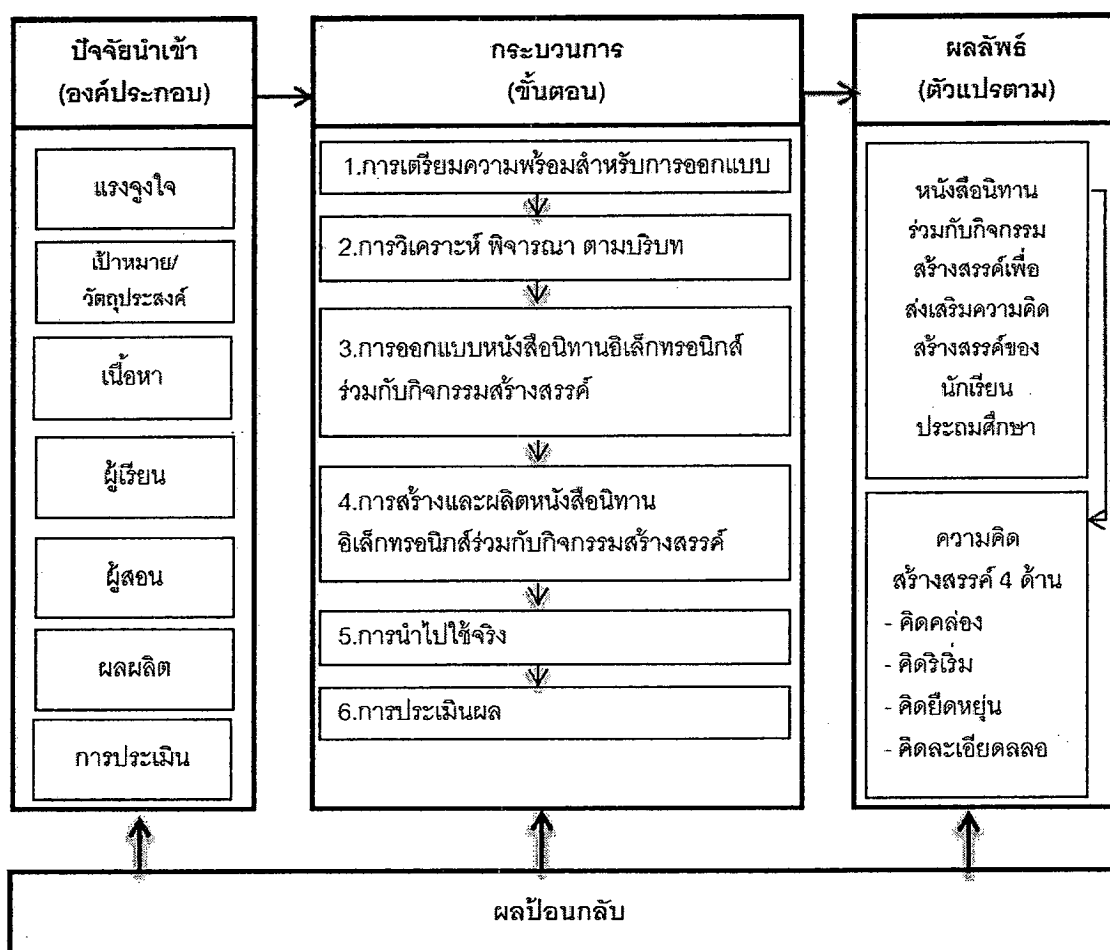 ปัจจัยนำเข้า
(องค์ประกอบ)
แรงจูงใจ
เป้าหมาย/
วัตถุประสงค์
เนื้อหา
ผู้เรียน
ผู้สอน
ผลผลิต
การประเมิน
กระบวนการ
(ขั้นตอน)
1.การเตรียมความพร้อมสำหรับการออกแบบ
2.การวิเคราะห์ พิจารณา ตามบริบท
3.การออกแบบหนังสือนิทานอิเล็กทรอนิกส์
ร่วมกับกิจกรรมสร้างสรรค์
4.การสร้างและผลิตหนังสือนิทาน
อิเล็กทรอนิกส์ร่วมกับกิจกรรมสร้างสรรค์
5.การนำไปใช้จริง
6.การประเมินผล
ผลลัพธ์
(ตัวแปรตาม)
หนังสือนิทาน
ร่วมกับกิจกรรม
สร้างสรรค์เพื่อ
ส่งเสริมความคิด
สร้างสรรค์ของ
นักเรียน
ประถมศึกษา
ความคิด
สร้างสรรค์ 4 ด้าน
- คิดคล่อง
- คิดริเริ่ม
- คิดยืดหยุ่น
- คิดละเอียดลลอ
ผลป้อนกลับ